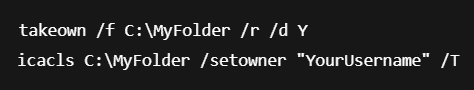 takeown /f C:\MyFolder /r /d Y
icacls C:\MyFolder /setowner "YourUsername" /T